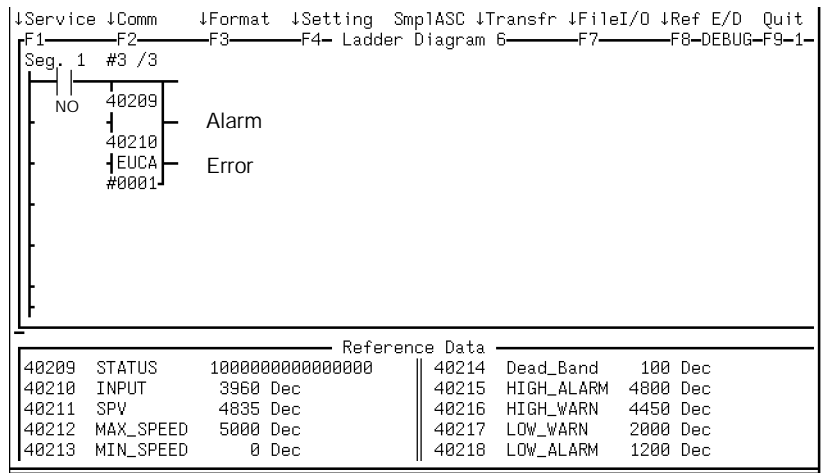 ↓Service ↓Comm ↓Format ↓Setting SmplASC ↓Transfr ↓FileI/O ↓Ref E/D Quit
F1 F2 F3 F4 Ladder Diagram 6 F7 F8-DEBUG-F9-1-
Seg. 1 #3 /3
NO 40209
Alarm
40210
EUCA Error
#0001
Reference Data
40209 STATUS 1000000000000000 40214 Dead_Band 100 Dec
40210 INPUT 3960 Dec 40215 HIGH_ALARM 4800 Dec
40211 SPV 4835 Dec 40216 HIGH_WARN 4450 Dec
40212 MAX_SPEED 5000 Dec 40217 LOW_WARN 2000 Dec
40213 MIN_SPEED 0 Dec 40218 LOW_ALARM 1200 Dec